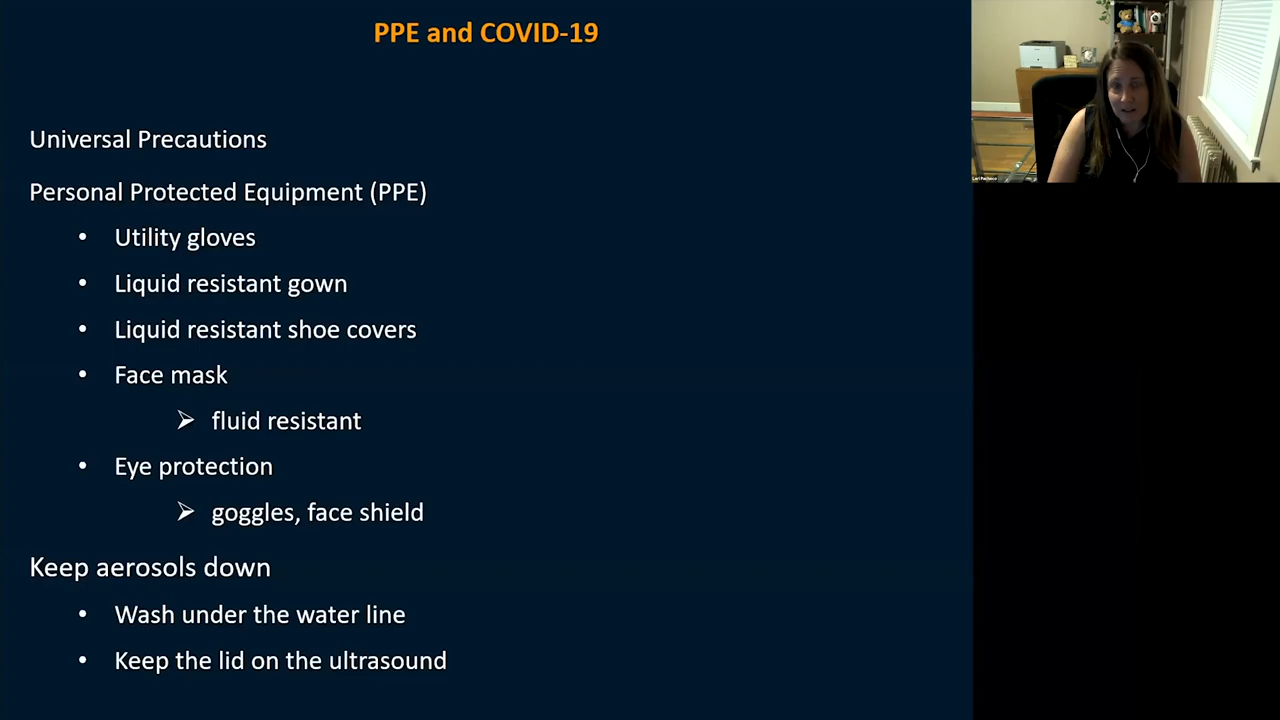 PPE and COVID-19
Universal Precautions
Personal Protected Equipment (PPE)
• Utility gloves
• Liquid resistant gown
• Liquid resistant shoe covers
• Face mask
➢ fluid resistant
• Eye protection
➢ goggles, face shield
Keep aerosols down
• Wash under the water line
• Keep the lid on the ultrasound
Lori Pacheco